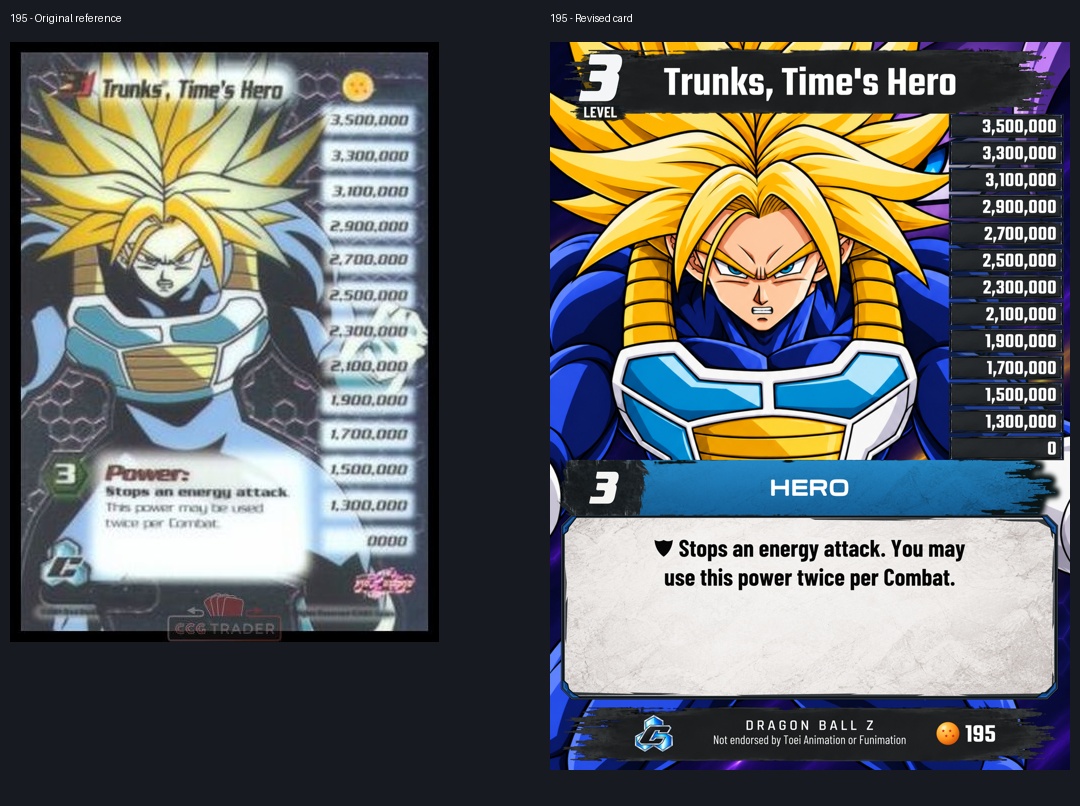 195 - Original reference
195 - Revised card
Trunks, Time's Hero
3,500,000
3,300,000
3,100,000
2,900,000
2,700,000
2,500,000
2,300,000
2,100,000
1,900,000
1,700,000
1,500,000
1,300,000
0000
3
Power:
Stops an energy attack.
This power may be used
twice per Combat.
CCG TRADER
3
LEVEL
Trunks, Time's Hero
3,500,000
3,300,000
3,100,000
2,900,000
2,700,000
2,500,000
2,300,000
2,100,000
1,900,000
1,700,000
1,500,000
1,300,000
0
3
HERO
Stops an energy attack. You may
use this power twice per Combat.
DRAGON BALL Z
Not endorsed by Toei Animation or Funimation
195